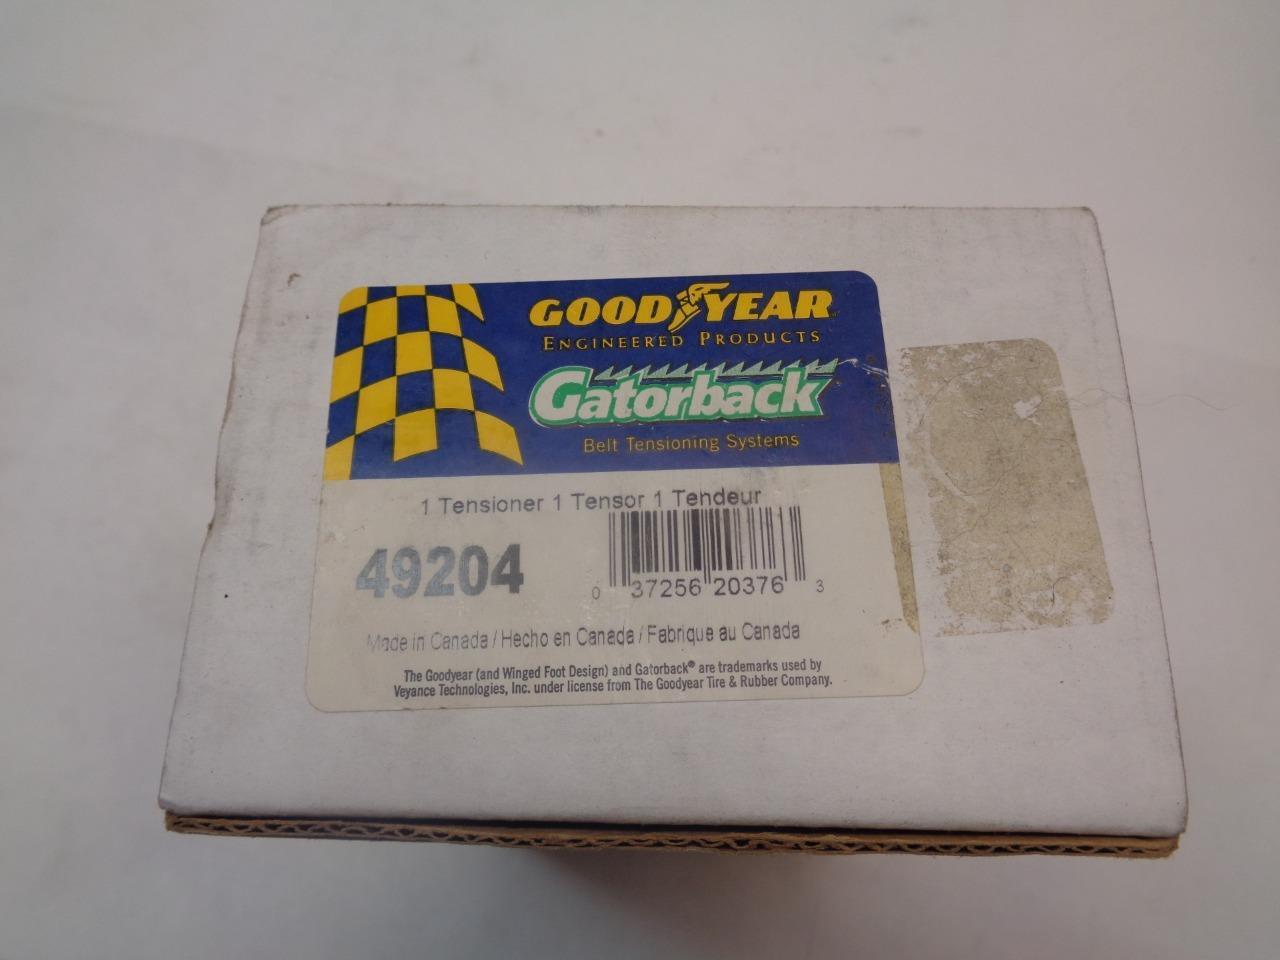 GOOD YEAR
ENGINEERED PRODUCTS
Gatorback
Belt Tensioning Systems
1 Tensioner 1 Tensor 1 Tendeur
49204
0 37256 20376 3
Made in Canada / Hecho en Canada / Fabrique au Canada
The Goodyear (and Winged Foot Design) and Gatorback® are trademarks used by
Veyance Technologies, Inc. under license from The Goodyear Tire & Rubber Company.